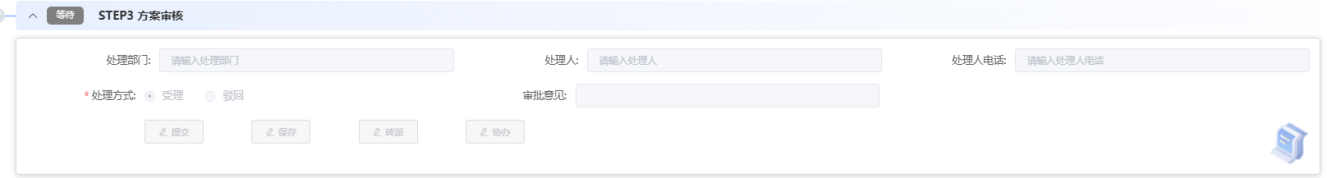 等待 STEP3 方案审核
处理部门: 请输入处理部门 处理人: 请输入处理人 处理人电话: 请输入处理人电话
* 处理方式: 受理 驳回 审批意见:
提交 保存 转派 协办